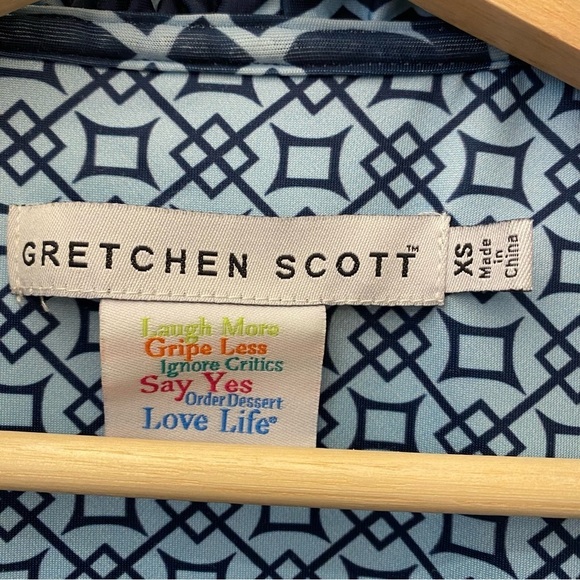 GRETCHEN SCOTT™
XS
Made
in
China
Laugh More
Gripe Less
Ignore Critics
Say Yes
Order Dessert
Love Life®